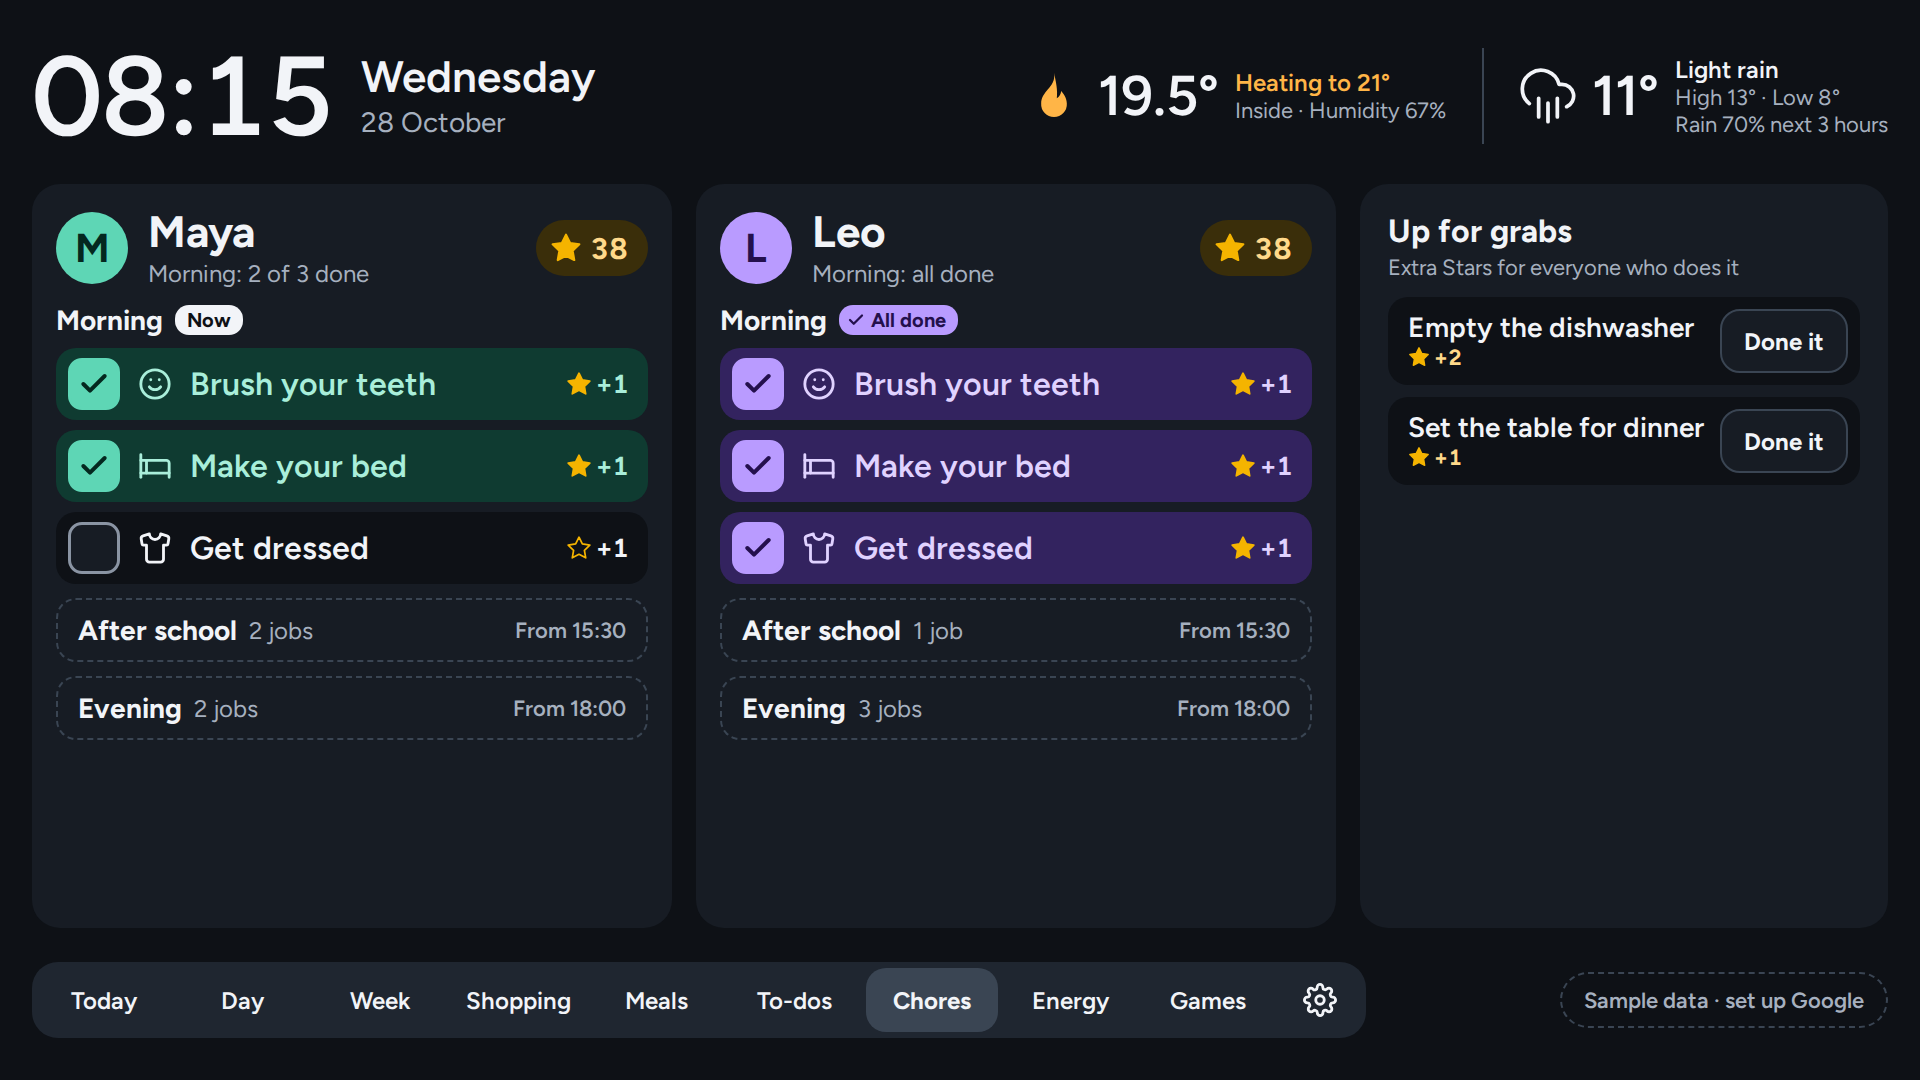 08:15
Wednesday
28 October
19.5°
Heating to 21°
Inside · Humidity 67%
11°
Light rain
High 13° · Low 8°
Rain 70% next 3 hours
M
Maya
Morning: 2 of 3 done
38
Morning
Now
Brush your teeth
+1
Make your bed
+1
Get dressed
+1
After school 2 jobs
From 15:30
Evening 2 jobs
From 18:00
L
Leo
Morning: all done
38
Morning
All done
Brush your teeth
+1
Make your bed
+1
Get dressed
+1
After school 1 job
From 15:30
Evening 3 jobs
From 18:00
Up for grabs
Extra Stars for everyone who does it
Empty the dishwasher
+2
Done it
Set the table for dinner
+1
Done it
Today
Day
Week
Shopping
Meals
To-dos
Chores
Energy
Games
Sample data · set up Google